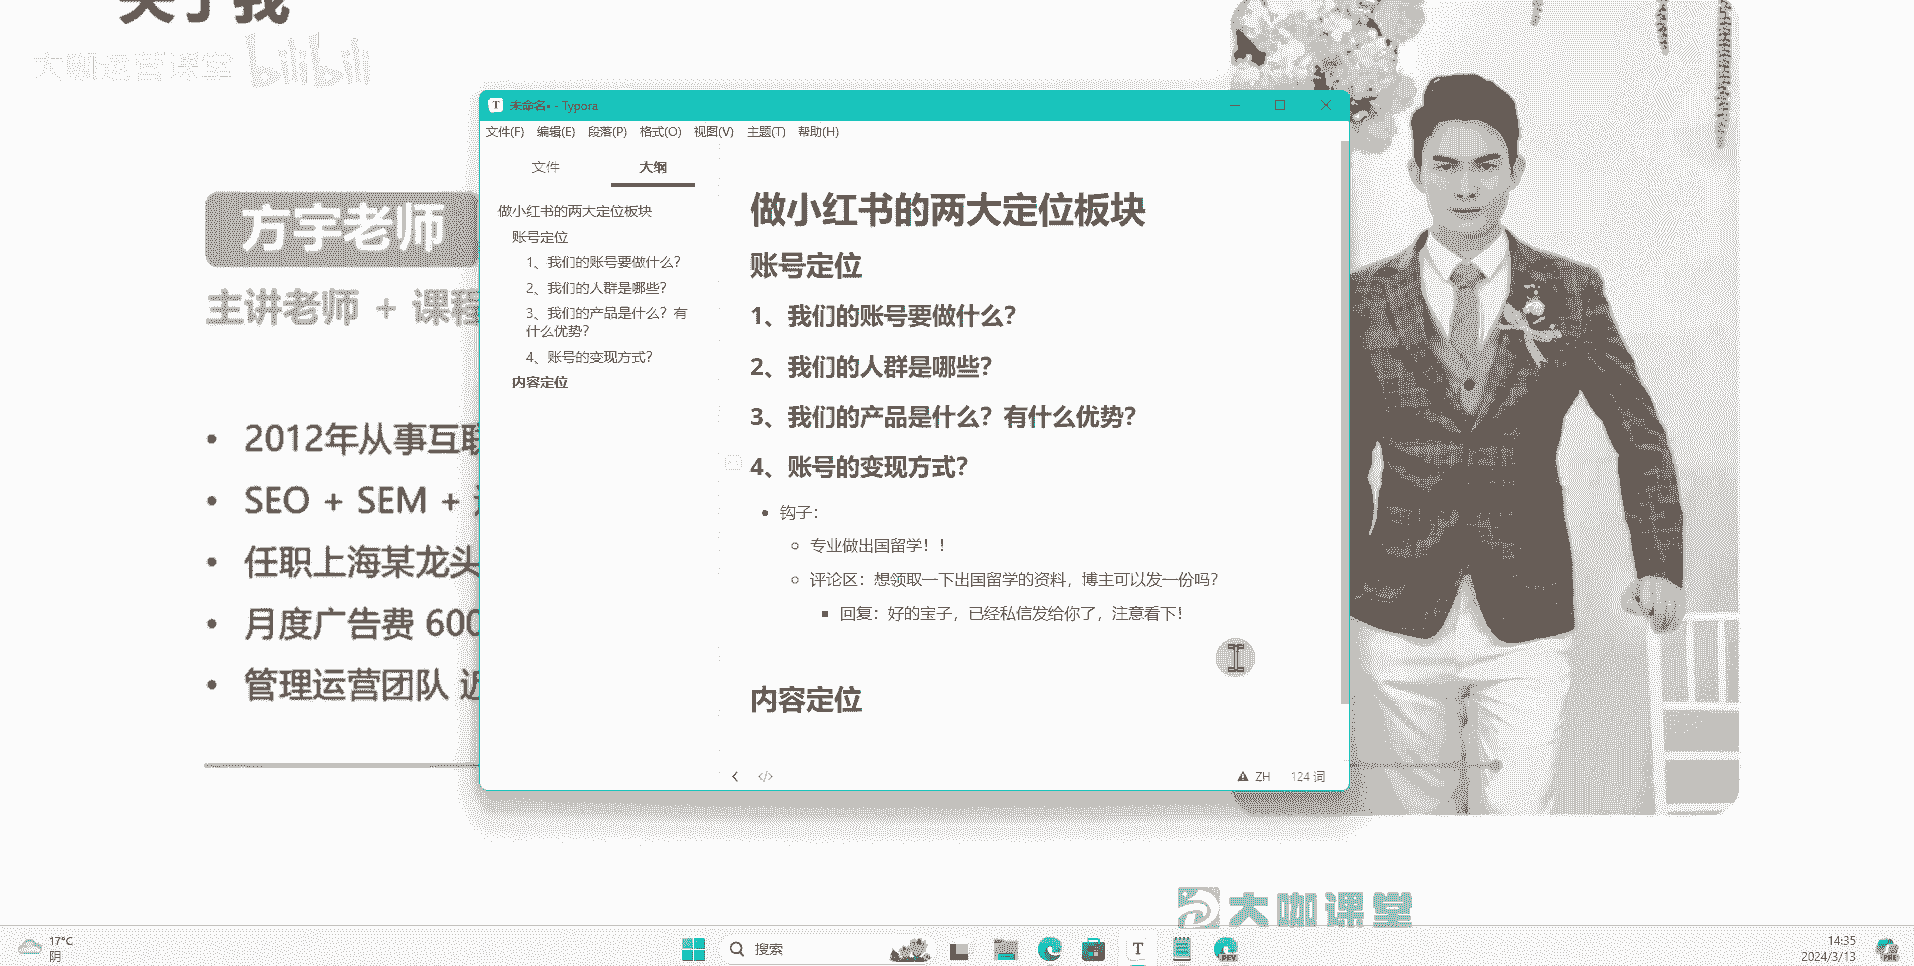 关于我
大咖运营课堂 bilibili
方宇老师
主讲老师 + 课程
2012年从事互联
SEO + SEM +
任职上海某龙头
月度广告费 600
管理运营团队 近
未命名• - Typora
文件(F) 编辑(E) 段落(P) 格式(O) 视图(V) 主题(T) 帮助(H)
文件 大纲
做小红书的两大定位板块
账号定位
1、我们的账号要做什么?
2、我们的人群是哪些?
3、我们的产品是什么? 有
什么优势?
4、账号的变现方式?
内容定位
做小红书的两大定位板块
账号定位
1、我们的账号要做什么?
2、我们的人群是哪些?
3、我们的产品是什么? 有什么优势?
4、账号的变现方式?
钩子:
专业做出国留学! !
评论区: 想领取一下出国留学的资料, 博主可以发一份吗?
回复: 好的宝子, 已经私信发给你了, 注意看下!
内容定位
ZH 124 词
大咖课堂
17°C
阴
搜索
14:35
2024/3/13